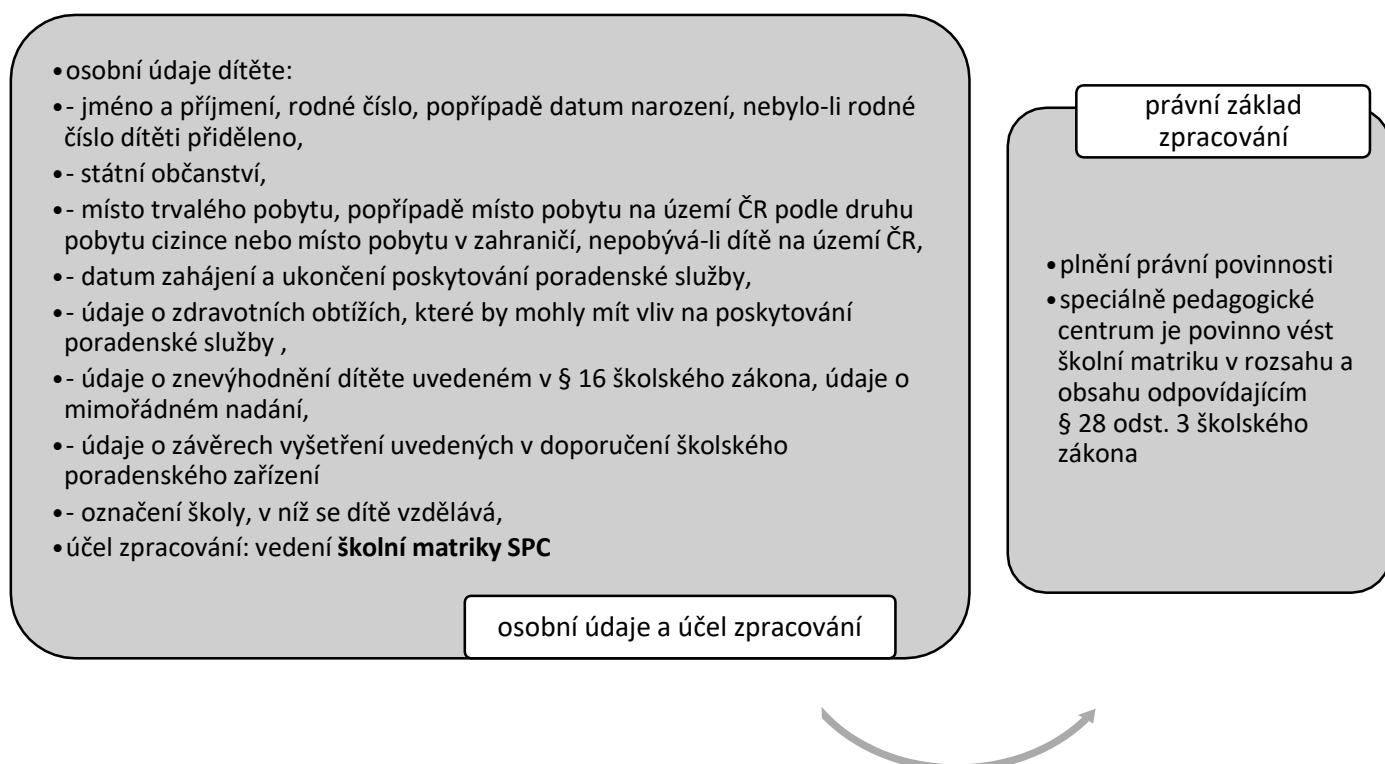 •osobní údaje dítěte:
•- jméno a příjmení, rodné číslo, popřípadě datum narození, nebylo-li rodné
číslo dítěti přiděleno,
•- státní občanství,
•- místo trvalého pobytu, popřípadě místo pobytu na území ČR podle druhu
pobytu cizince nebo místo pobytu v zahraničí, nepobývá-li dítě na území ČR,
•- datum zahájení a ukončení poskytování poradenské služby,
•- údaje o zdravotních obtížích, které by mohly mít vliv na poskytování
poradenské služby ,
•- údaje o znevýhodnění dítěte uvedeném v § 16 školského zákona, údaje o
mimořádném nadání,
•- údaje o závěrech vyšetření uvedených v doporučení školského
poradenského zařízení
•- označení školy, v níž se dítě vzdělává,
•účel zpracování: vedení školní matriky SPC
osobní údaje a účel zpracování
právní základ
zpracování
•plnění právní povinnosti
•speciálně pedagogické
centrum je povinno vést
školní matriku v rozsahu a
obsahu odpovídajícím
§ 28 odst. 3 školského
zákona